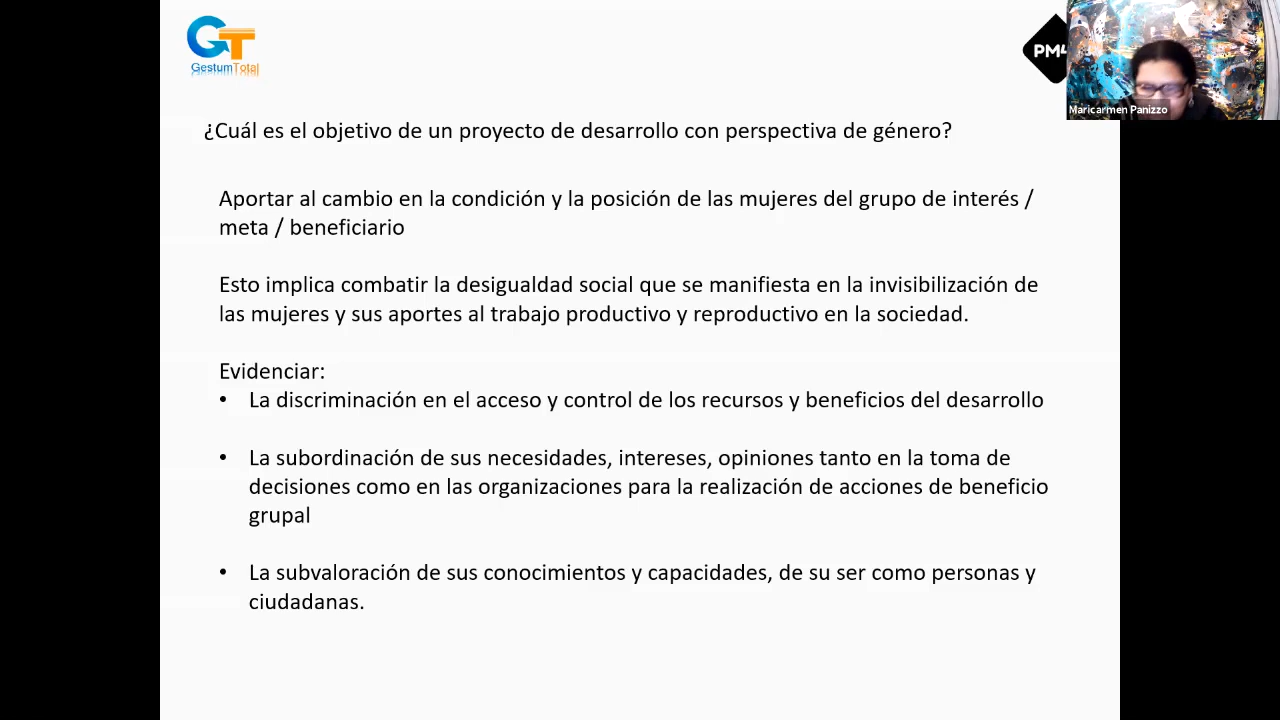 GT
GestumTotal
PM4
Maricarmen Panizzo
¿Cuál es el objetivo de un proyecto de desarrollo con perspectiva de género?
Aportar al cambio en la condición y la posición de las mujeres del grupo de interés /
meta / beneficiario
Esto implica combatir la desigualdad social que se manifiesta en la invisibilización de
las mujeres y sus aportes al trabajo productivo y reproductivo en la sociedad.
Evidenciar:
• La discriminación en el acceso y control de los recursos y beneficios del desarrollo
• La subordinación de sus necesidades, intereses, opiniones tanto en la toma de
decisiones como en las organizaciones para la realización de acciones de beneficio
grupal
• La subvaloración de sus conocimientos y capacidades, de su ser como personas y
ciudadanas.